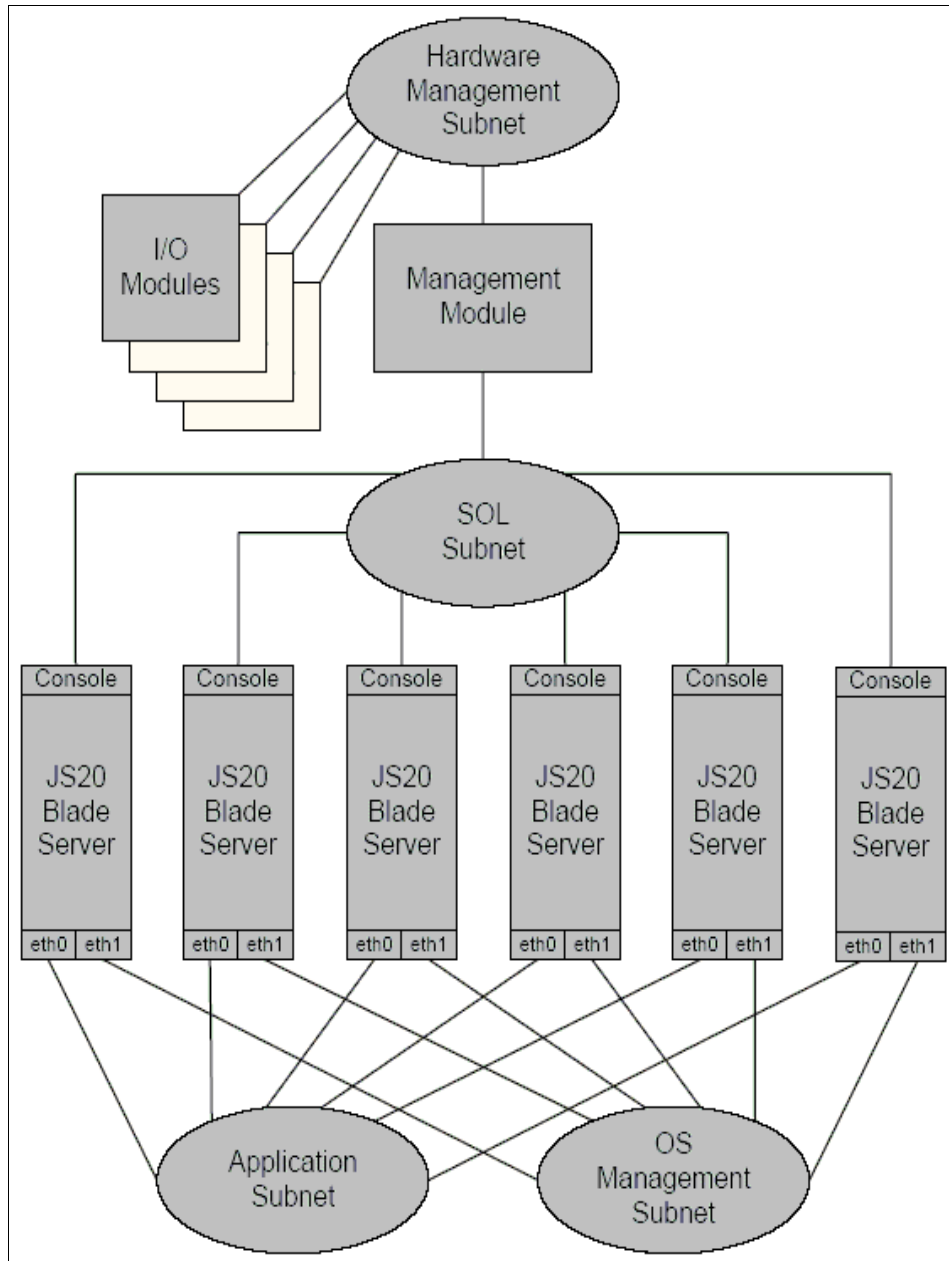 Hardware
Management
Subnet
I/O
Modules
Management
Module
SOL
Subnet
Console
Console
Console
Console
Console
Console
JS20
Blade
Server
JS20
Blade
Server
JS20
Blade
Server
JS20
Blade
Server
JS20
Blade
Server
JS20
Blade
Server
eth0 eth1
eth0 eth1
eth0 eth1
eth0 eth1
eth0 eth1
eth0 eth1
Application
Subnet
OS
Management
Subnet